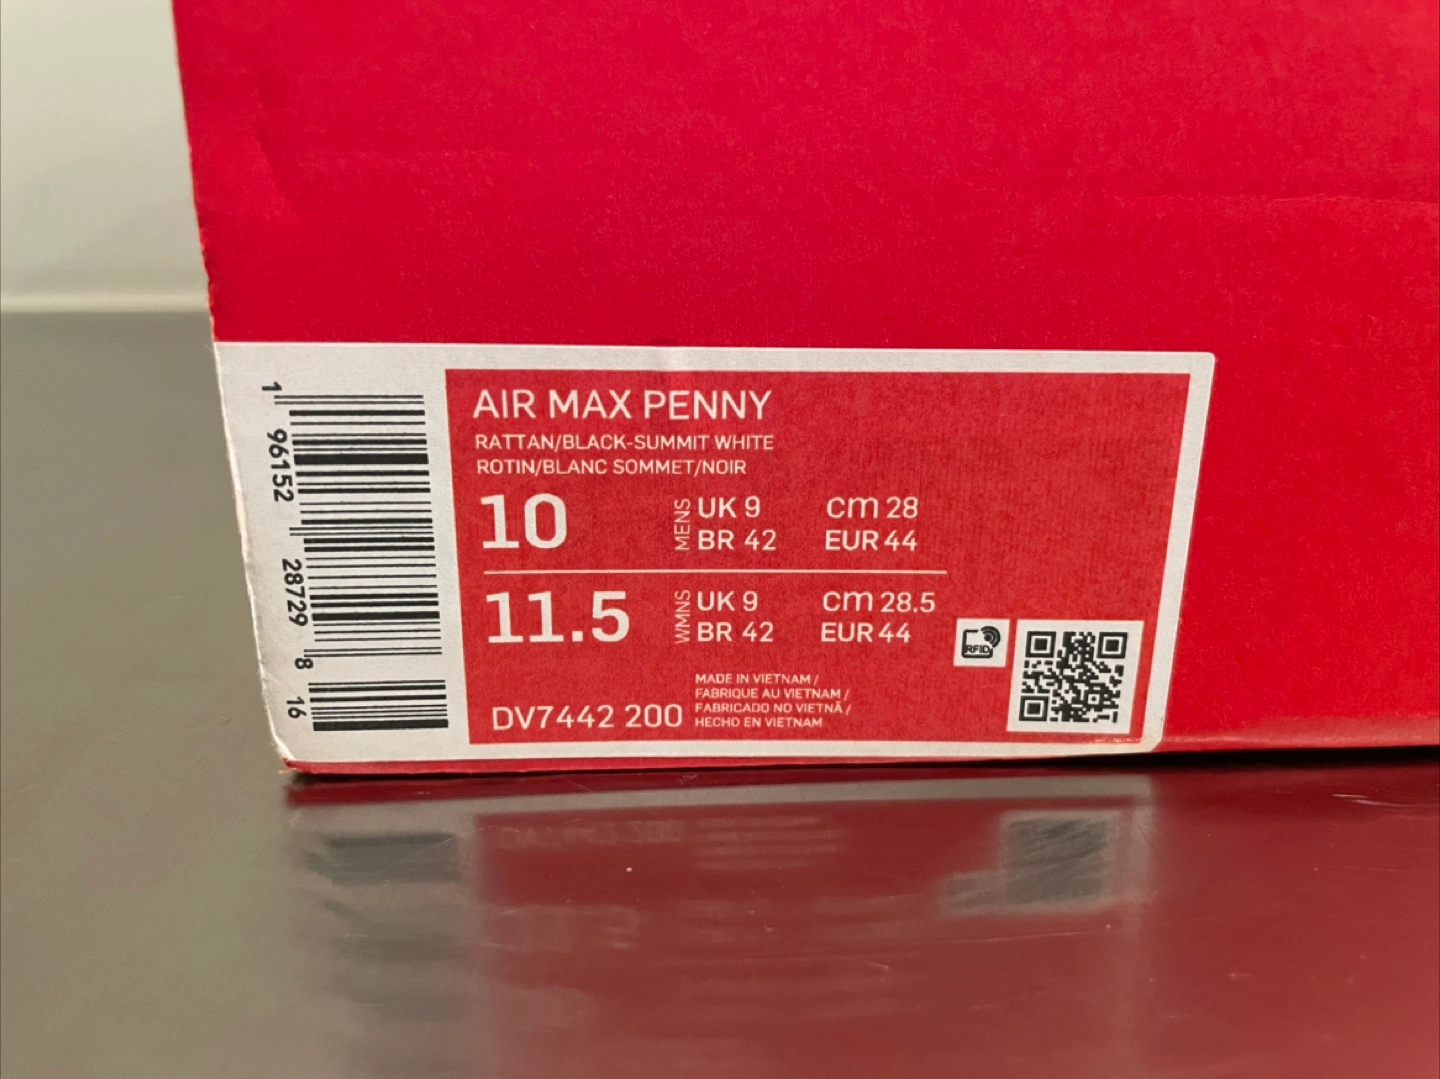 AIR MAX PENNY
RATTAN/BLACK-SUMMIT WHITE
ROTIN/BLANC SOMMET/NOIR
10 MENS UK 9 cm 28
BR 42 EUR 44
11.5 WMNS UK 9 cm 28.5
BR 42 EUR 44
RFID
MADE IN VIETNAM /
FABRIQUE AU VIETNAM /
FABRICADO NO VIETNÃ /
HECHO EN VIETNAM
DV7442 200
1 96152 28729 8 16